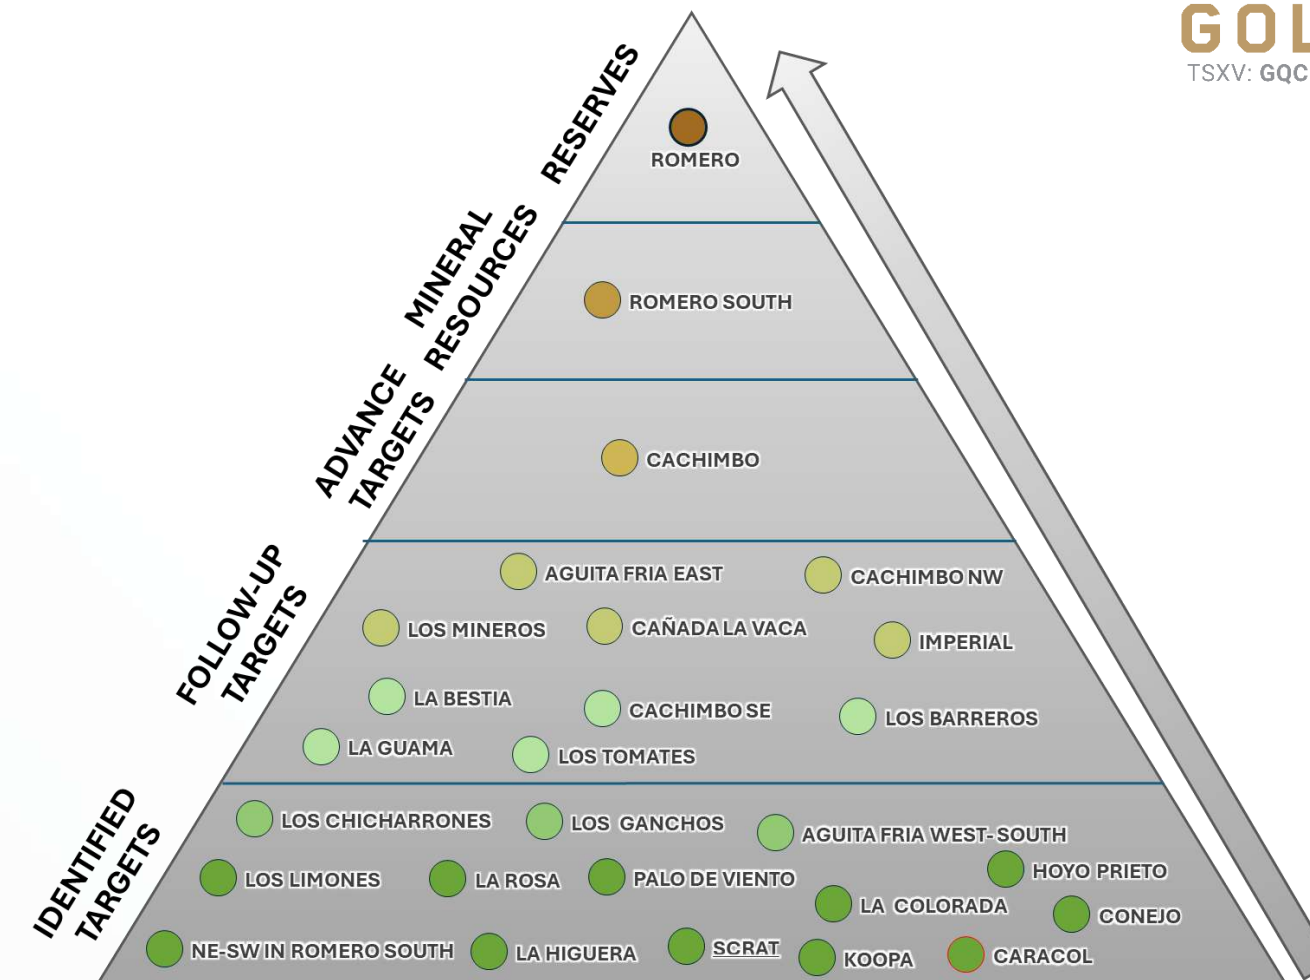 GOL
TSXV: GQC
RESERVES
ROMERO
MINERAL
RESOURCES
ROMERO SOUTH
ADVANCE
TARGETS
CACHIMBO
FOLLOW-UP
TARGETS
AGUITA FRIA EAST
CACHIMBO NW
LOS MINEROS
CAÑADA LA VACA
IMPERIAL
LA BESTIA
CACHIMBO SE
LOS BARREROS
LA GUAMA
LOS TOMATES
IDENTIFIED
TARGETS
LOS CHICHARRONES
LOS GANCHOS
AGUITA FRIA WEST-SOUTH
LOS LIMONES
LA ROSA
PALO DE VIENTO
HOYO PRIETO
LA COLORADA
CONEJO
NE-SW IN ROMERO SOUTH
LA HIGUERA
SCRAT
KOOPA
CARACOL